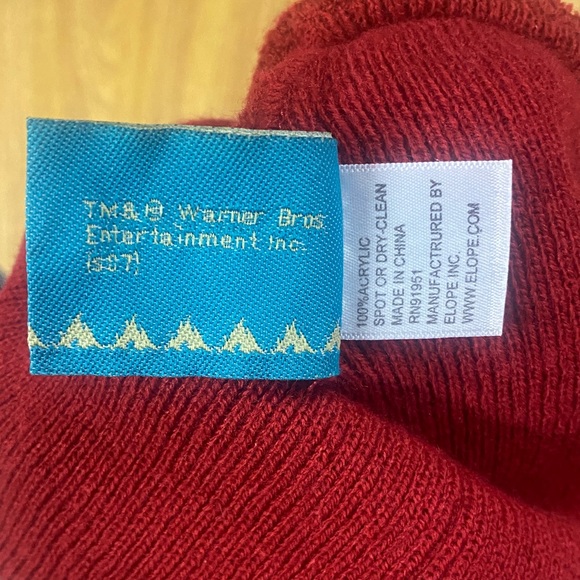 TM & © Warner Bros.
Entertainment Inc.
(s07)
100%ACRYLIC
SPOT OR DRY-CLEAN
MADE IN CHINA
RN91951
MANUFACTRURED BY
ELOPE INC.
WWW.ELOPE.COM